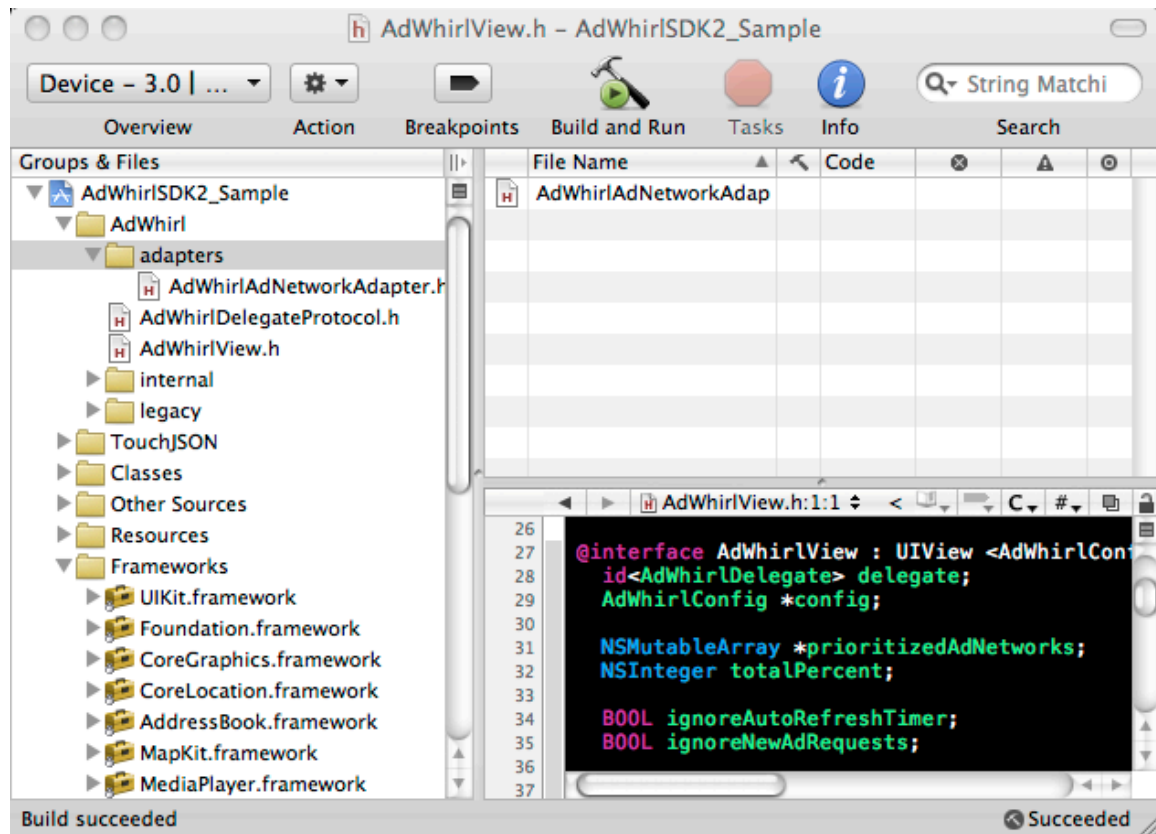 AdWhirlView.h – AdWhirlSDK2_Sample
Device – 3.0 | ...
String Matchi
Overview Action Breakpoints Build and Run Tasks Info Search
Groups & Files
AdWhirlSDK2_Sample
AdWhirl
adapters
AdWhirlAdNetworkAdapter.h
AdWhirlDelegateProtocol.h
AdWhirlView.h
internal
legacy
TouchJSON
Classes
Other Sources
Resources
Frameworks
UIKit.framework
Foundation.framework
CoreGraphics.framework
CoreLocation.framework
AddressBook.framework
MapKit.framework
MediaPlayer.framework
File Name Code
AdWhirlAdNetworkAdap
AdWhirlView.h:1:1 < C #
26
27 @interface AdWhirlView : UIView <AdWhirlConf
28 id<AdWhirlDelegate> delegate;
29 AdWhirlConfig *config;
30
31 NSMutableArray *prioritizedAdNetworks;
32 NSInteger totalPercent;
33
34 BOOL ignoreAutoRefreshTimer;
35 BOOL ignoreNewAdRequests;
36
37
Build succeeded
Succeeded